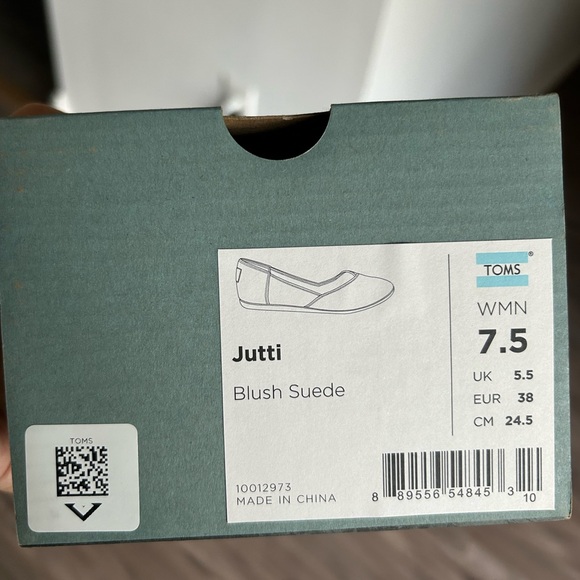 TOMS®
WMN
7.5
UK 5.5
EUR 38
CM 24.5
Jutti
Blush Suede
10012973
MADE IN CHINA
8 89556 54845 3
10
TOMS